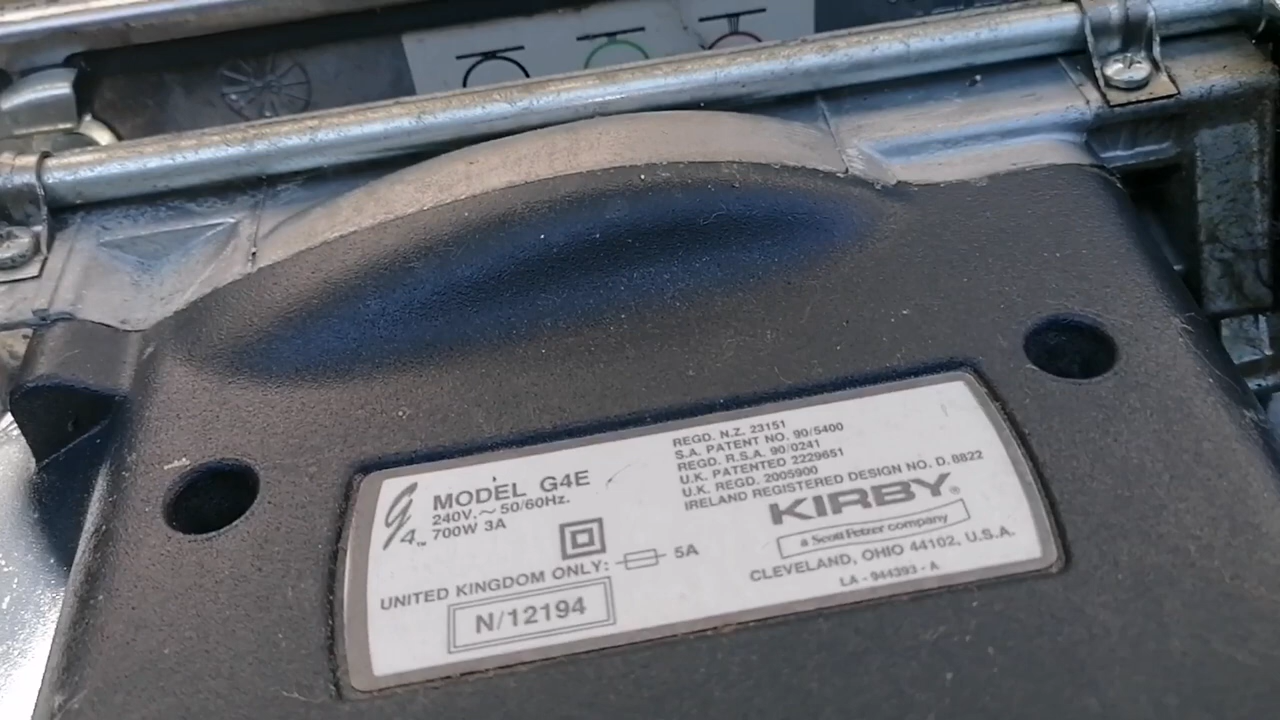 G4™
MODEL G4E
240V.~ 50/60Hz.
700W 3A
UNITED KINGDOM ONLY: 5A
N/12194
REGD. N.Z. 23151
S.A. PATENT NO. 90/5400
REGD. R.S.A. 90/0241
U.K. PATENTED 2229651
U.K. REGD. 2005900
IRELAND REGISTERED DESIGN NO. D. 8822
KIRBY®
a Scott Fetzer company
CLEVELAND, OHIO 44102, U.S.A.
LA - 944393 - A